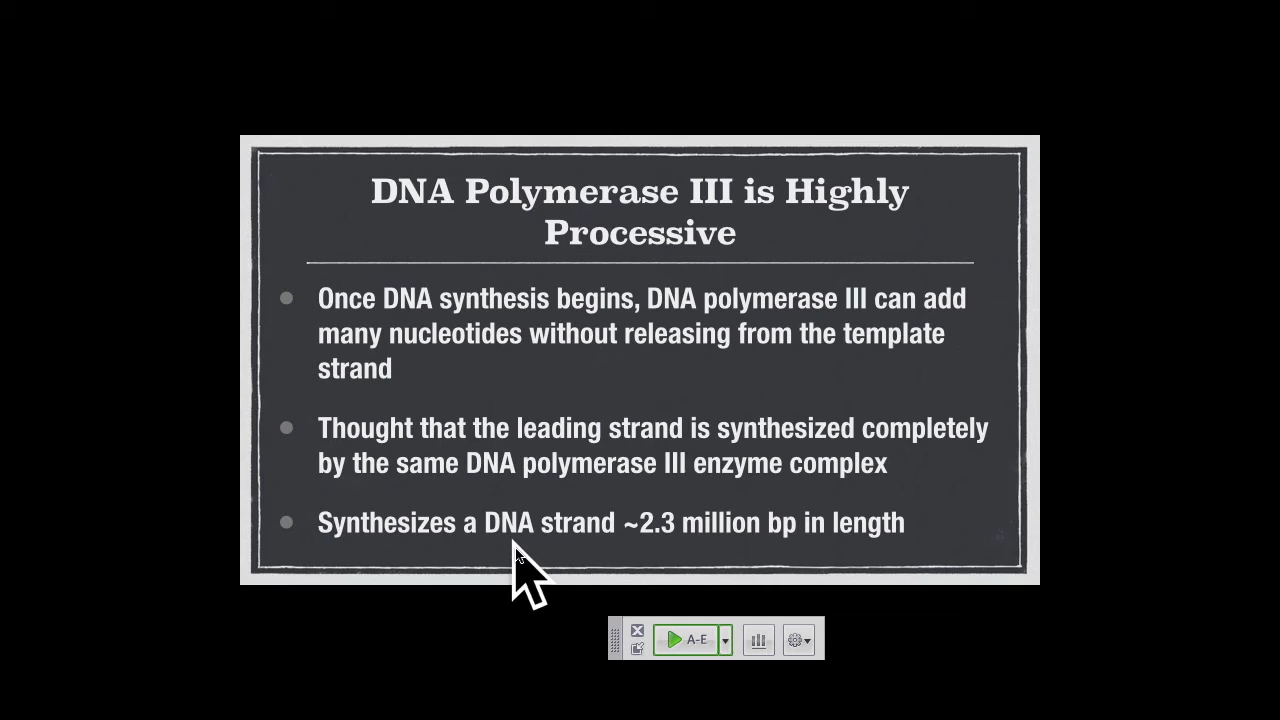 DNA Polymerase III is Highly
Processive
Once DNA synthesis begins, DNA polymerase III can add
many nucleotides without releasing from the template
strand
Thought that the leading strand is synthesized completely
by the same DNA polymerase III enzyme complex
Synthesizes a DNA strand ~2.3 million bp in length
A-E